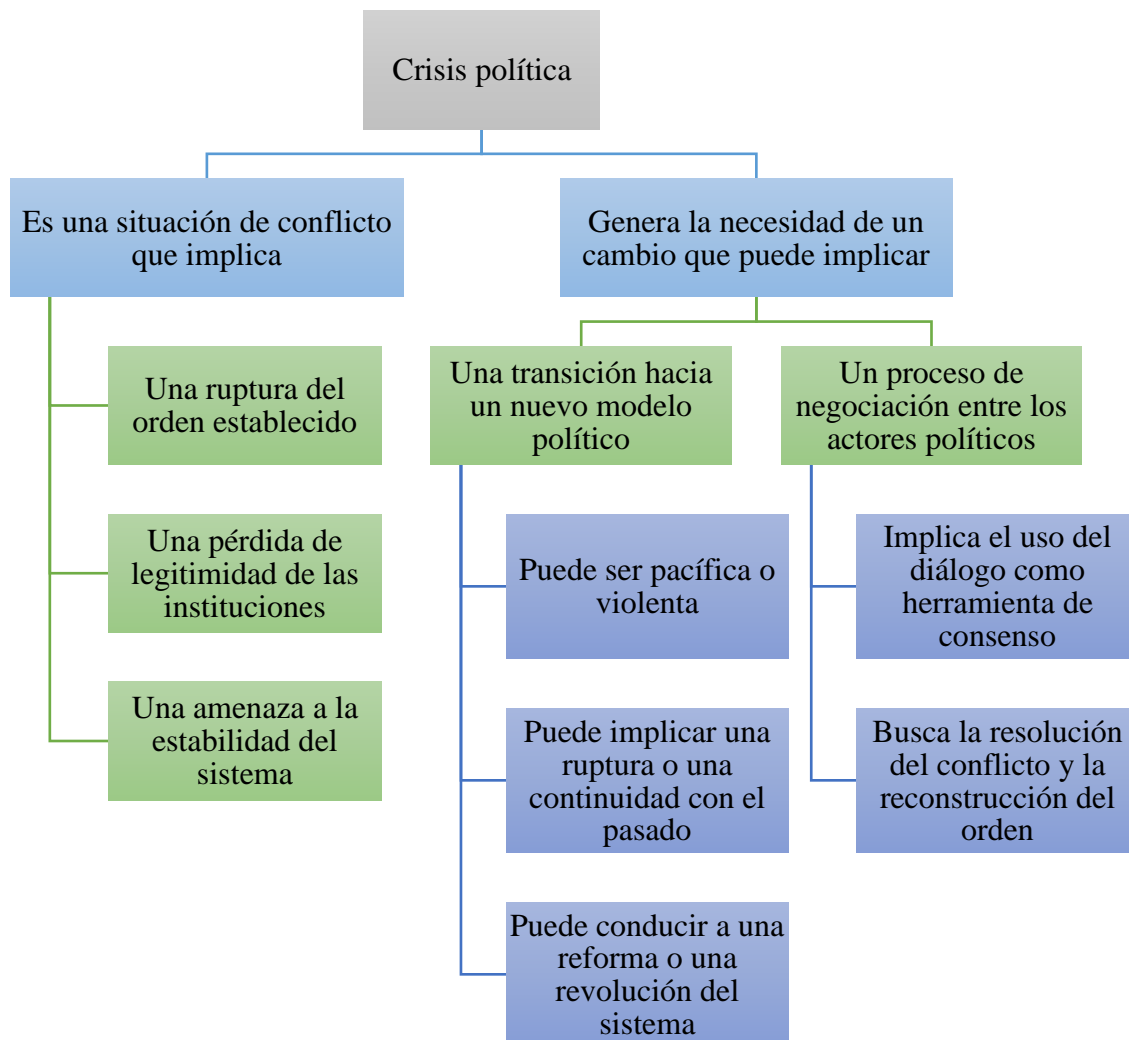 Crisis política
Es una situación de conflicto
que implica
Una ruptura del
orden establecido
Una pérdida de
legitimidad de las
instituciones
Una amenaza a la
estabilidad del
sistema
Genera la necesidad de un
cambio que puede implicar
Una transición hacia
un nuevo modelo
político
Puede ser pacífica o
violenta
Puede implicar una
ruptura o una
continuidad con el
pasado
Puede conducir a una
reforma o una
revolución del
sistema
Un proceso de
negociación entre los
actores políticos
Implica el uso del
diálogo como
herramienta de
consenso
Busca la resolución
del conflicto y la
reconstrucción del
orden